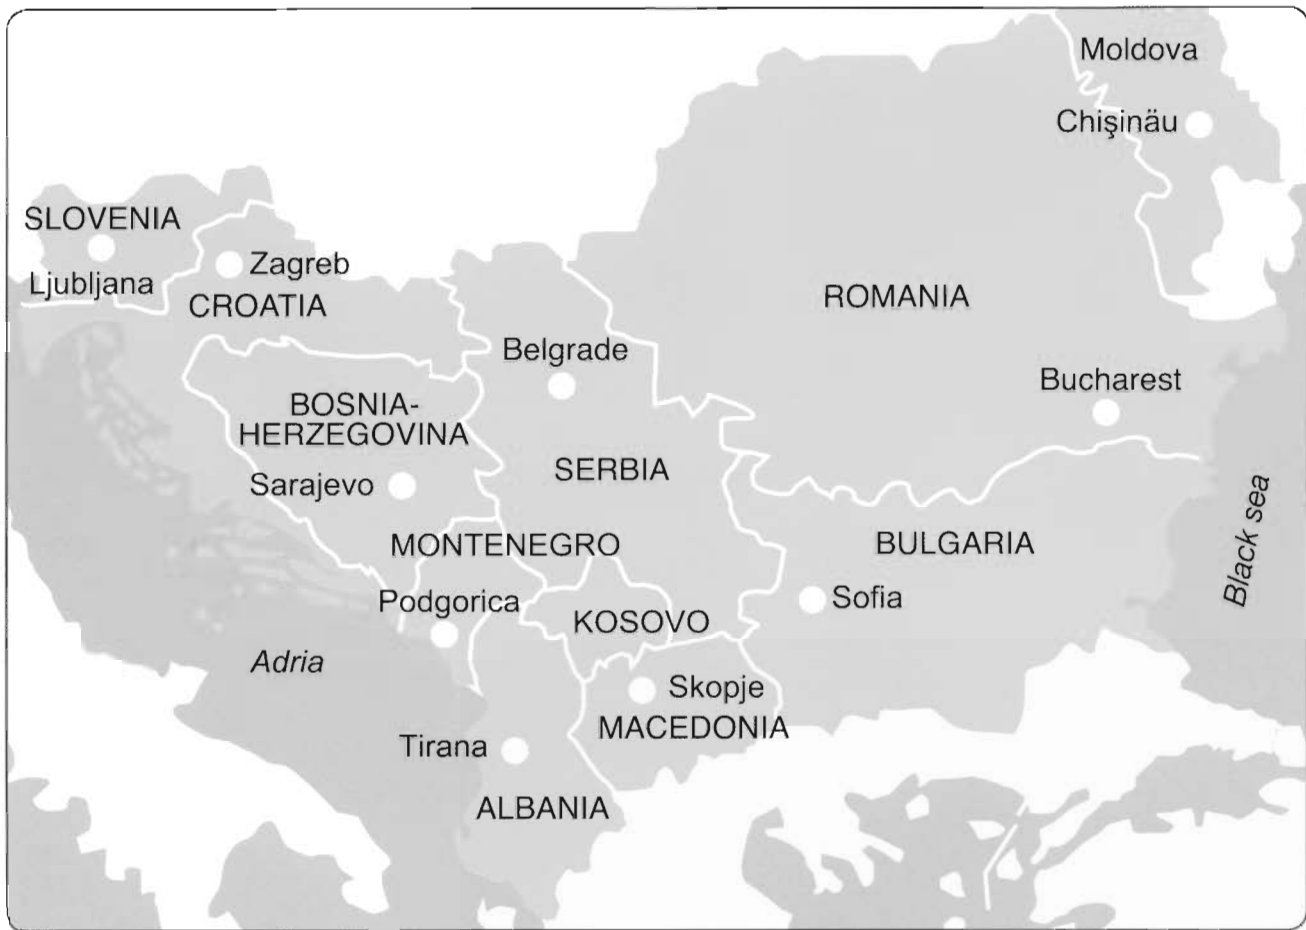 Moldova
Chişinäu
SLOVENIA
Ljubljana
Zagreb
CROATIA
ROMANIA
Belgrade
Bucharest
BOSNIA-
HERZEGOVINA
SERBIA
Sarajevo
MONTENEGRO
BULGARIA
Black sea
Podgorica
KOSOVO
Sofia
Adria
Skopje
MACEDONIA
Tirana
ALBANIA